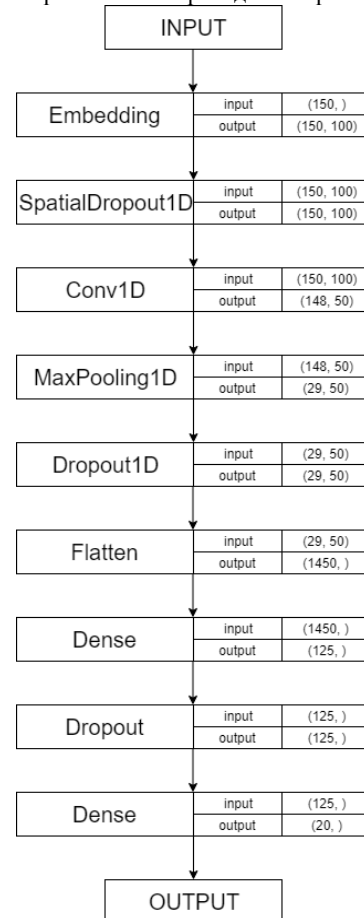 INPUT
Embedding input (150, )
output (150, 100)
SpatialDropout1D input (150, 100)
output (150, 100)
Conv1D input (150, 100)
output (148, 50)
MaxPooling1D input (148, 50)
output (29, 50)
Dropout1D input (29, 50)
output (29, 50)
Flatten input (29, 50)
output (1450, )
Dense input (1450, )
output (125, )
Dropout input (125, )
output (125, )
Dense input (125, )
output (20, )
OUTPUT